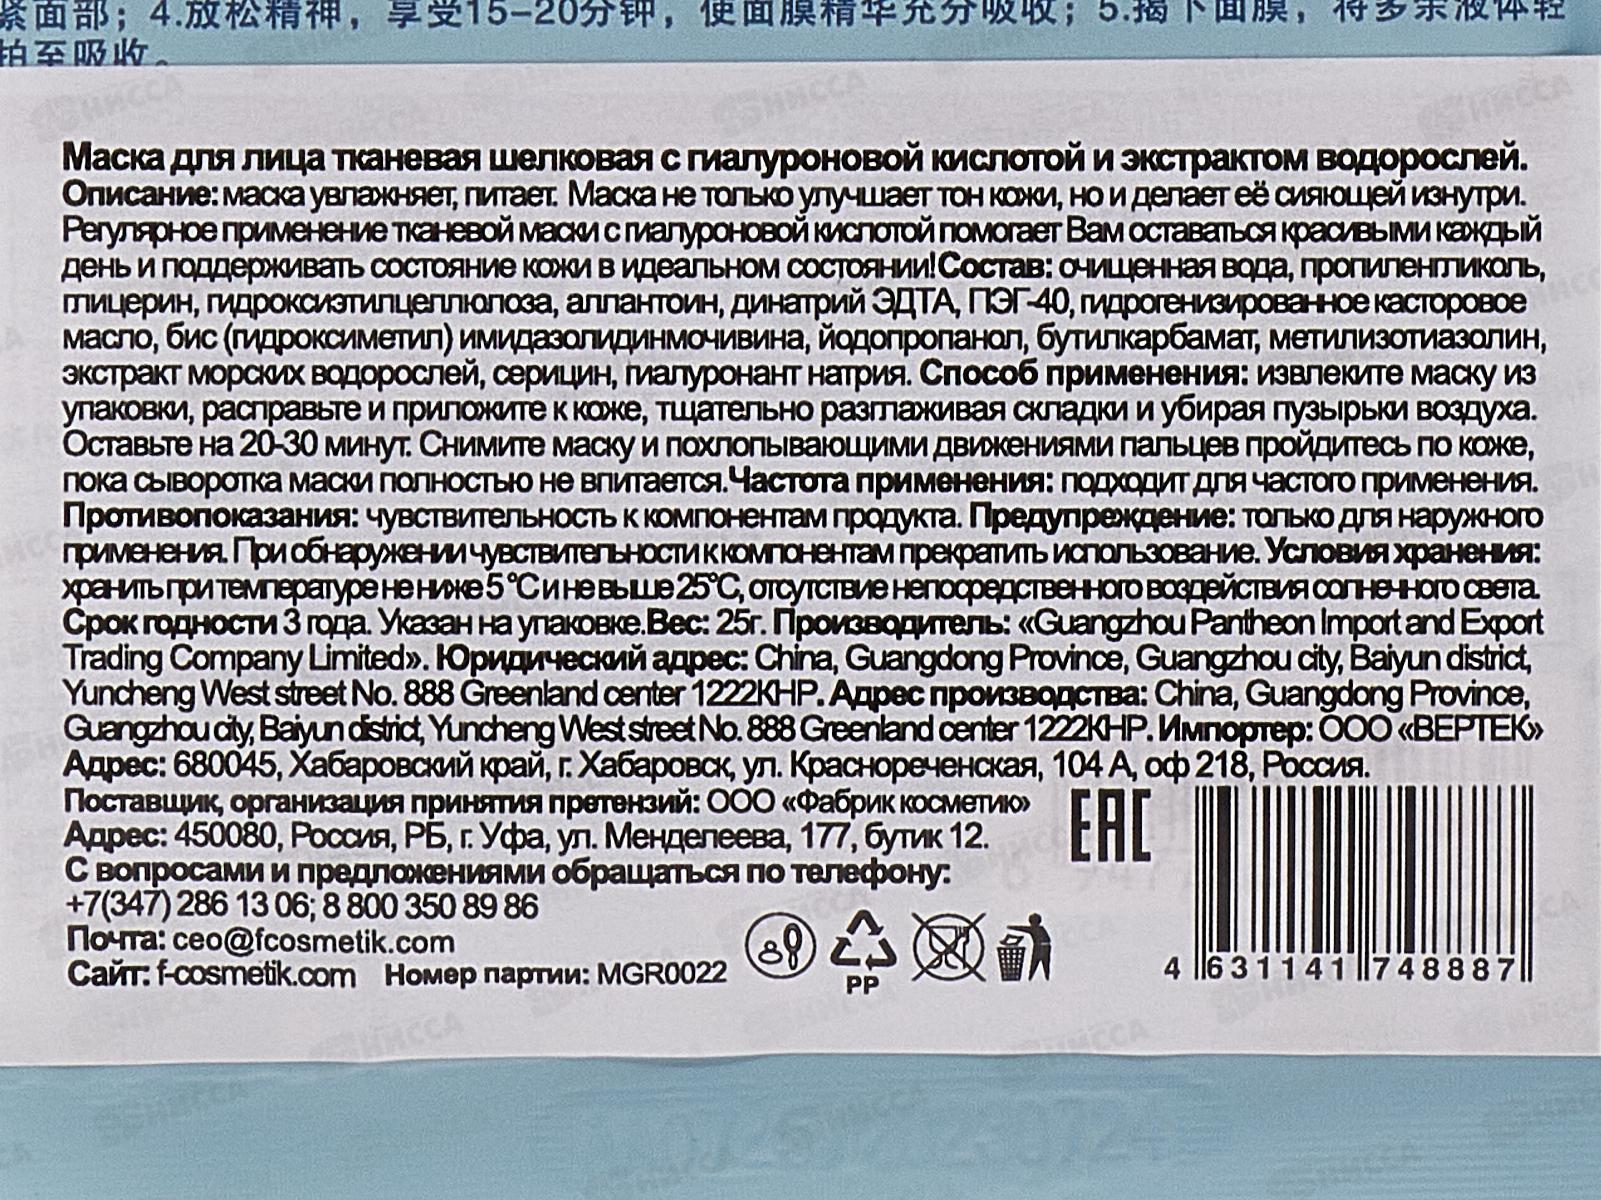 紧面部；4.放松精神，享受15-20分钟，使面膜精华充分吸收；5.揭下面膜，将多余液体轻
拍至吸收。
Маска для лица тканевая шелковая с гиалуроновой кислотой и экстрактом водорослей.
Описание: маска увлажняет, питает. Маска не только улучшает тон кожи, но и делает её сияющей изнутри.
Регулярное применение тканевой маски с гиалуроновой кислотой помогает Вам оставаться красивыми каждый
день и поддерживать состояние кожи в идеальном состоянии!Состав: очищенная вода, пропиленгликоль,
глицерин, гидроксиэтилцеллюлоза, аллантоин, динатрий ЭДТА, ПЭГ-40, гидрогенизированное касторовое
масло, бис (гидроксиметил) имидазолидинмочивина, йодопропанол, бутилкарбамат, метилизотиазолин,
экстракт морских водорослей, серицин, гиалуронант натрия. Способ применения: извлеките маску из
упаковки, расправьте и приложите к коже, тщательно разглаживая складки и убирая пузырьки воздуха.
Оставьте на 20-30 минут. Снимите маску и похлопывающими движениями пальцев пройдитесь по коже,
пока сыворотка маски полностью не впитается.Частота применения: подходит для частого применения.
Противопоказания: чувствительность к компонентам продукта. Предупреждение: только для наружного
применения. При обнаружении чувствительности к компонентам прекратить использование. Условия хранения:
хранить при температуре не ниже 5 °С и не выше 25°С, отсутствие непосредственного воздействия солнечного света.
Срок годности 3 года. Указан на упаковке.Вес: 25г. Производитель: «Guangzhou Pantheon Import and Export
Trading Company Limited». Юридический адрес: China, Guangdong Province, Guangzhou city, Baiyun district,
Yuncheng West street No. 888 Greenland center 1222КНР. Адрес производства: China, Guangdong Province,
Guangzhou city, Baiyun district, Yuncheng West street No. 888 Greenland center 1222КНР. Импортер: ООО «ВЕРТЕК»
Адрес: 680045, Хабаровский край, г. Хабаровск, ул. Краснореченская, 104 А, оф 218, Россия.
Поставщик, организация принятия претензий: ООО «Фабрик косметик»
Адрес: 450080, Россия, РБ, г. Уфа, ул. Менделеева, 177, бутик 12.
С вопросами и предложениями обращаться по телефону:
+7(347) 286 13 06; 8 800 350 89 86
Почта: ceo@fcosmetik.com
Сайт: f-cosmetik.com Номер партии: MGR0022
EAC
PP
4 631141 748887
НИССА